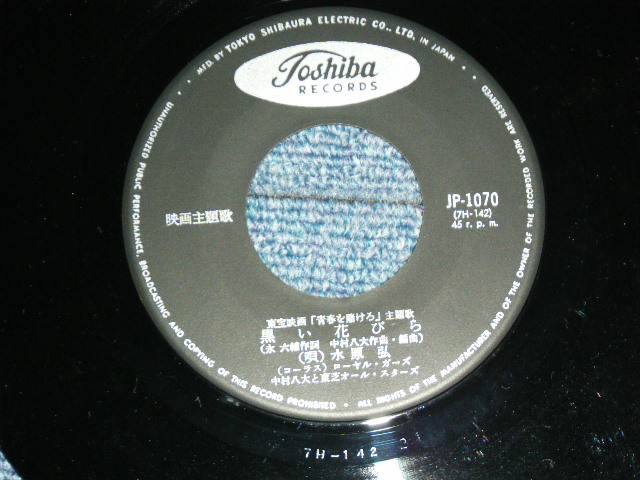 MF'D BY TOKYO SHIBAURA ELECTRIC CO., LTD. IN JAPAN
Toshiba
RECORDS
映画主題歌
JP-1070
(7H-142)
45 r. p. m.
東宝映画「青春を賭けろ」主題歌
黒い花びら
(永 六輔作詞 中村八大作曲・編曲)
(唄) 水原 弘
(コーラス) ローヤル・ガーズ
中村八大と東芝オール・スターズ
UNAUTHORIZED PUBLIC PERFORMANCE, BROADCASTING AND COPYING OF THIS RECORD PROHIBITED • ALL RIGHTS OF THE MANUFACTURER AND OF THE OWNER OF THE RECORDED WORK ARE RESERVED
7H-142 2